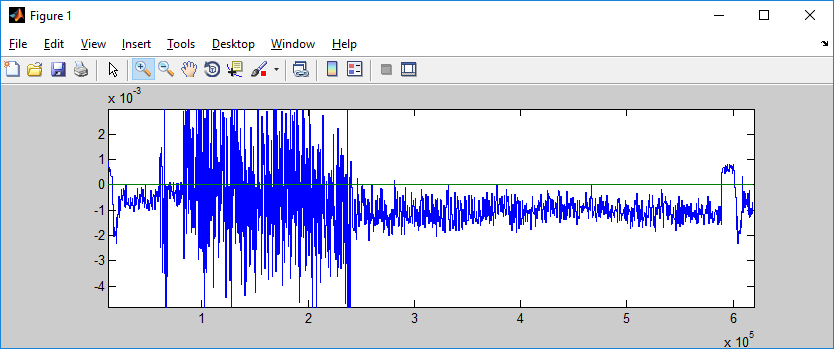 Figure 1
File Edit View Insert Tools Desktop Window Help
x 10-3
2
1
0
-1
-2
-3
-4
1 2 3 4 5 6
x 10^5